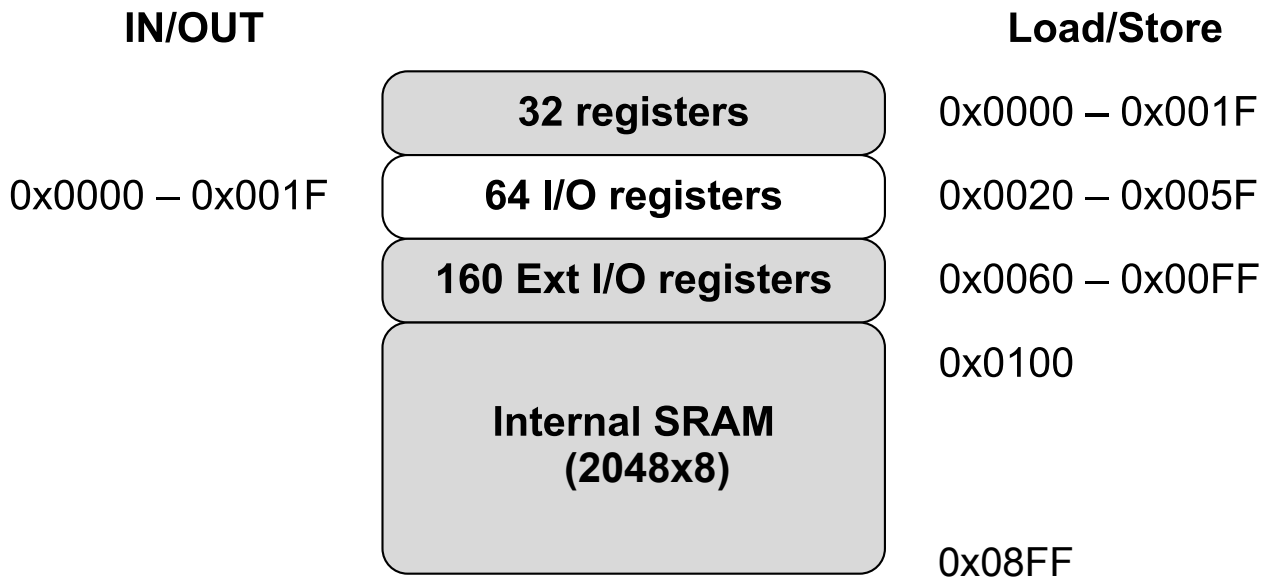 IN/OUT
Load/Store
32 registers
0x0000 – 0x001F
0x0000 – 0x001F
64 I/O registers
0x0020 – 0x005F
160 Ext I/O registers
0x0060 – 0x00FF
0x0100
Internal SRAM
(2048x8)
0x08FF